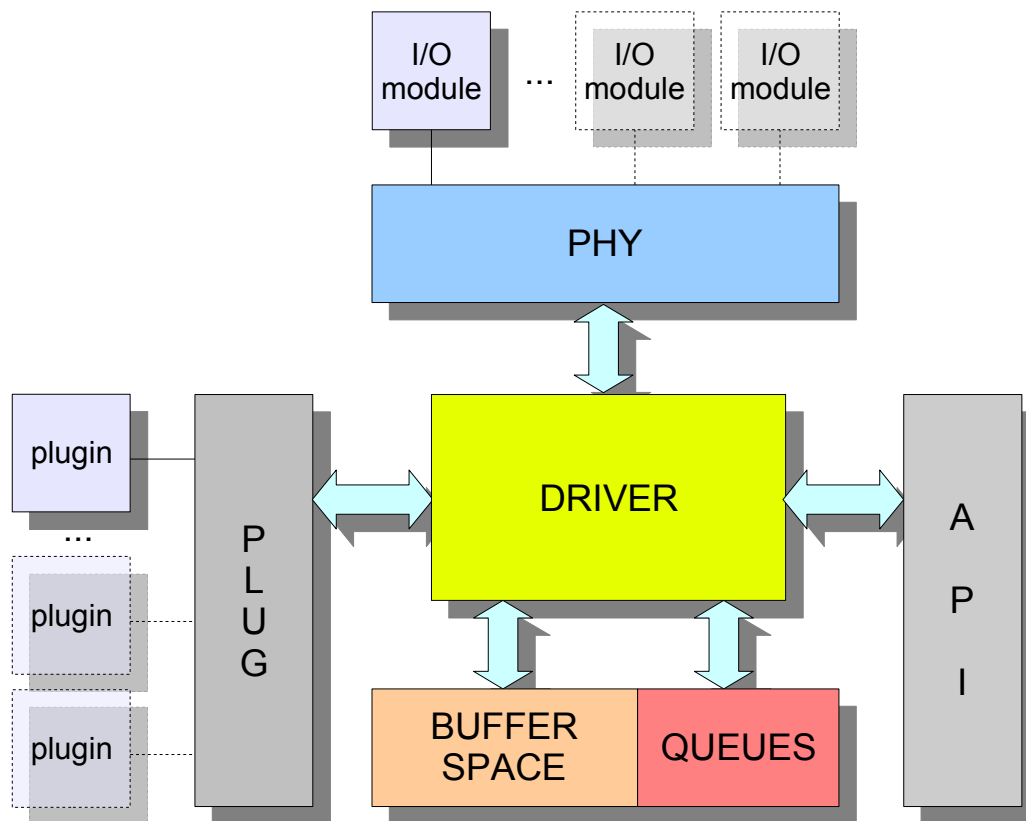 I/O
module
...
I/O
module
I/O
module
PHY
plugin
...
plugin
plugin
P
L
U
G
DRIVER
A
P
I
BUFFER
SPACE
QUEUES